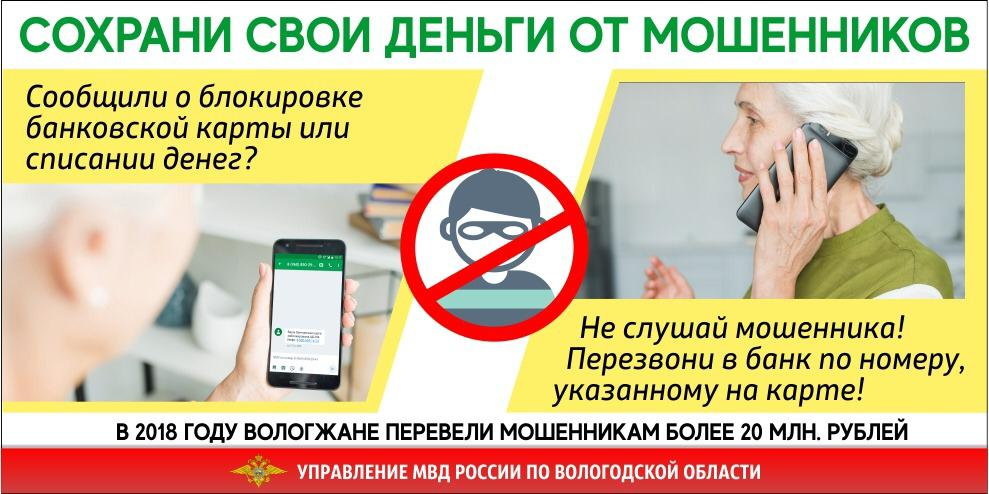 СОХРАНИ СВОИ ДЕНЬГИ ОТ МОШЕННИКОВ
Сообщили о блокировке
банковской карты или
списании денег?
Не слушай мошенника!
Перезвони в банк по номеру,
указанному на карте!
В 2018 ГОДУ ВОЛОГЖАНЕ ПЕРЕВЕЛИ МОШЕННИКАМ БОЛЕЕ 20 МЛН. РУБЛЕЙ
УПРАВЛЕНИЕ МВД РОССИИ ПО ВОЛОГОДСКОЙ ОБЛАСТИ